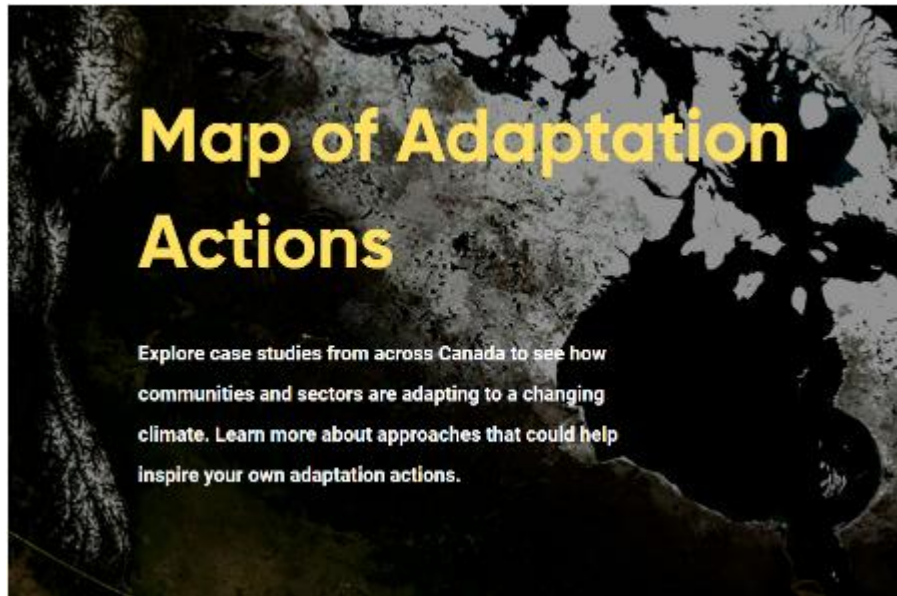 Map of Adaptation
Actions
Explore case studies from across Canada to see how
communities and sectors are adapting to a changing
climate. Learn more about approaches that could help
inspire your own adaptation actions.